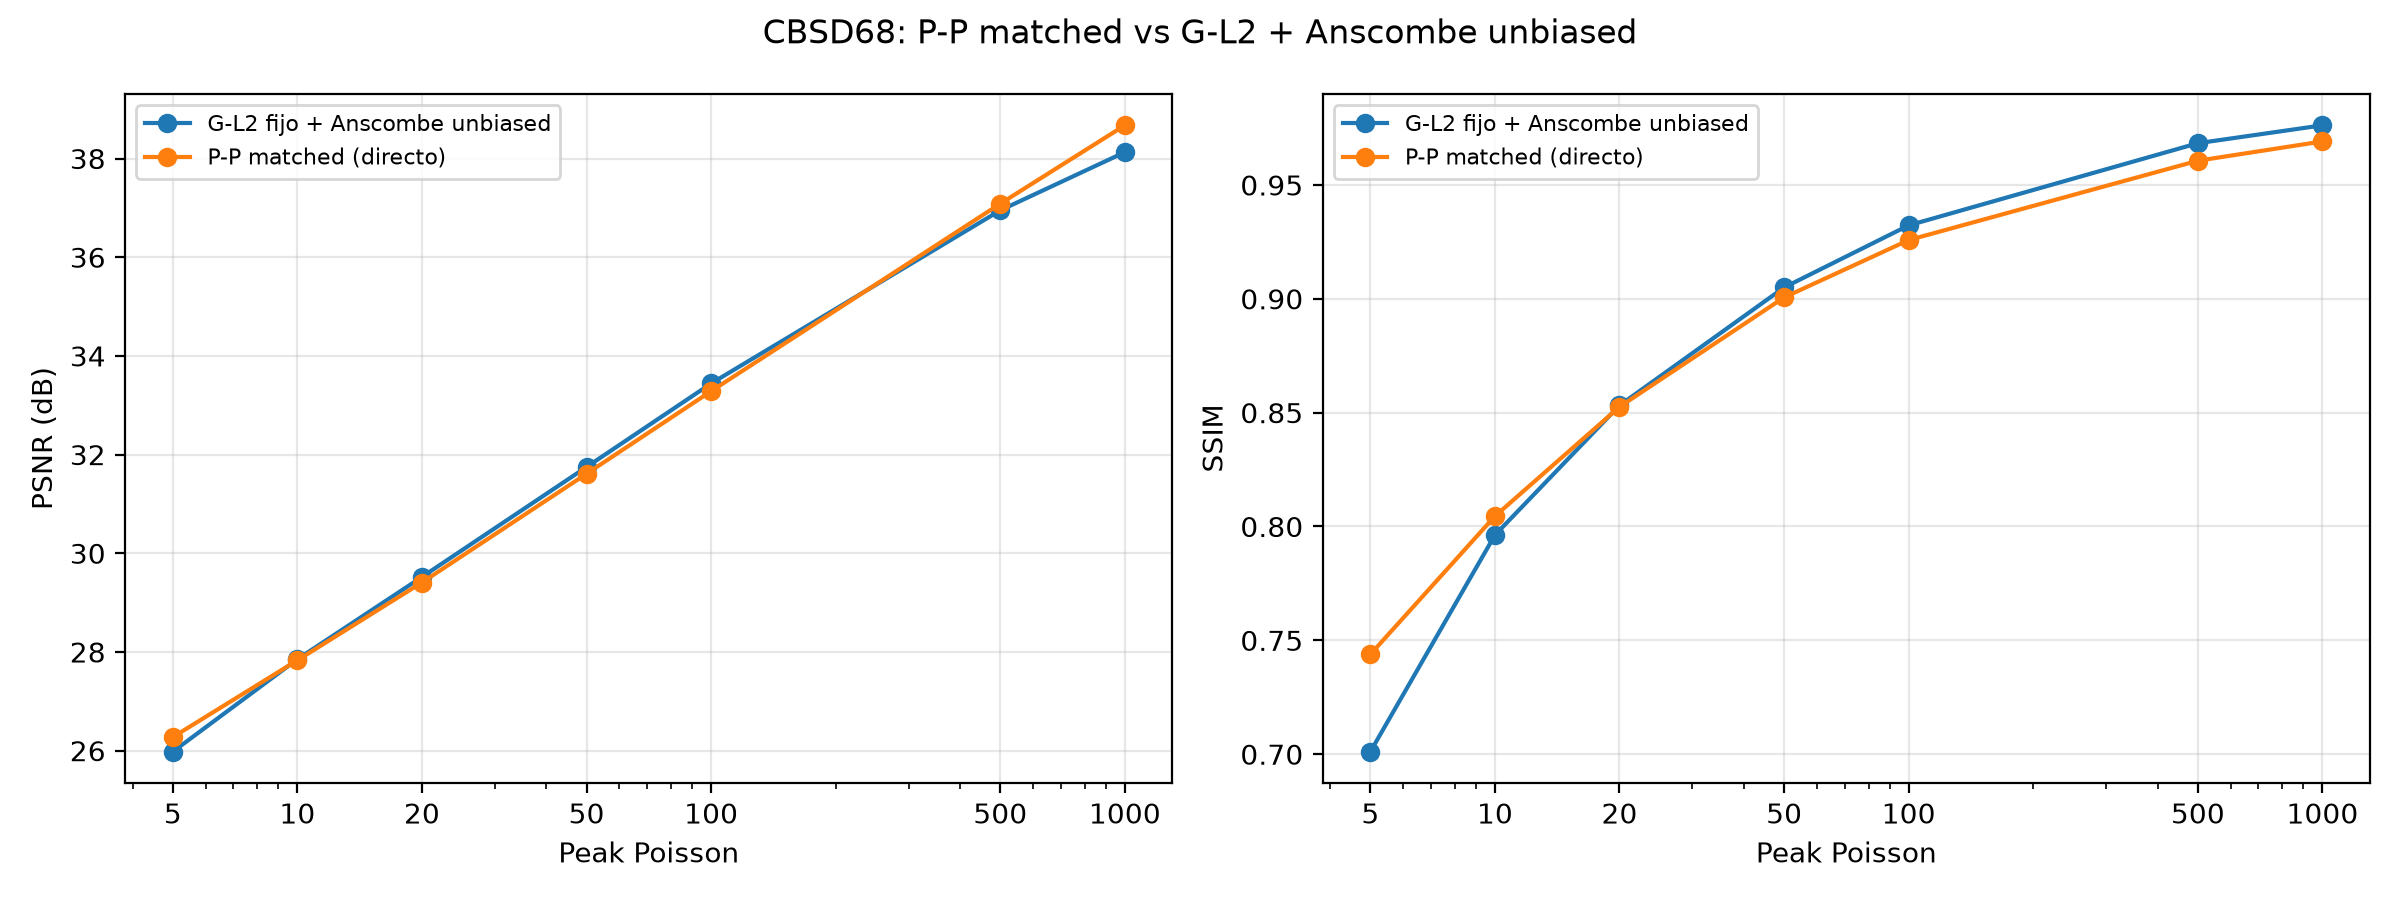 CBSD68: P-P matched vs G-L2 + Anscombe unbiased
G-L2 fijo + Anscombe unbiased
P-P matched (directo)
PSNR (dB)
38
36
34
32
30
28
26
5 10 20 50 100 500 1000
Peak Poisson
G-L2 fijo + Anscombe unbiased
P-P matched (directo)
SSIM
0.95
0.90
0.85
0.80
0.75
0.70
5 10 20 50 100 500 1000
Peak Poisson